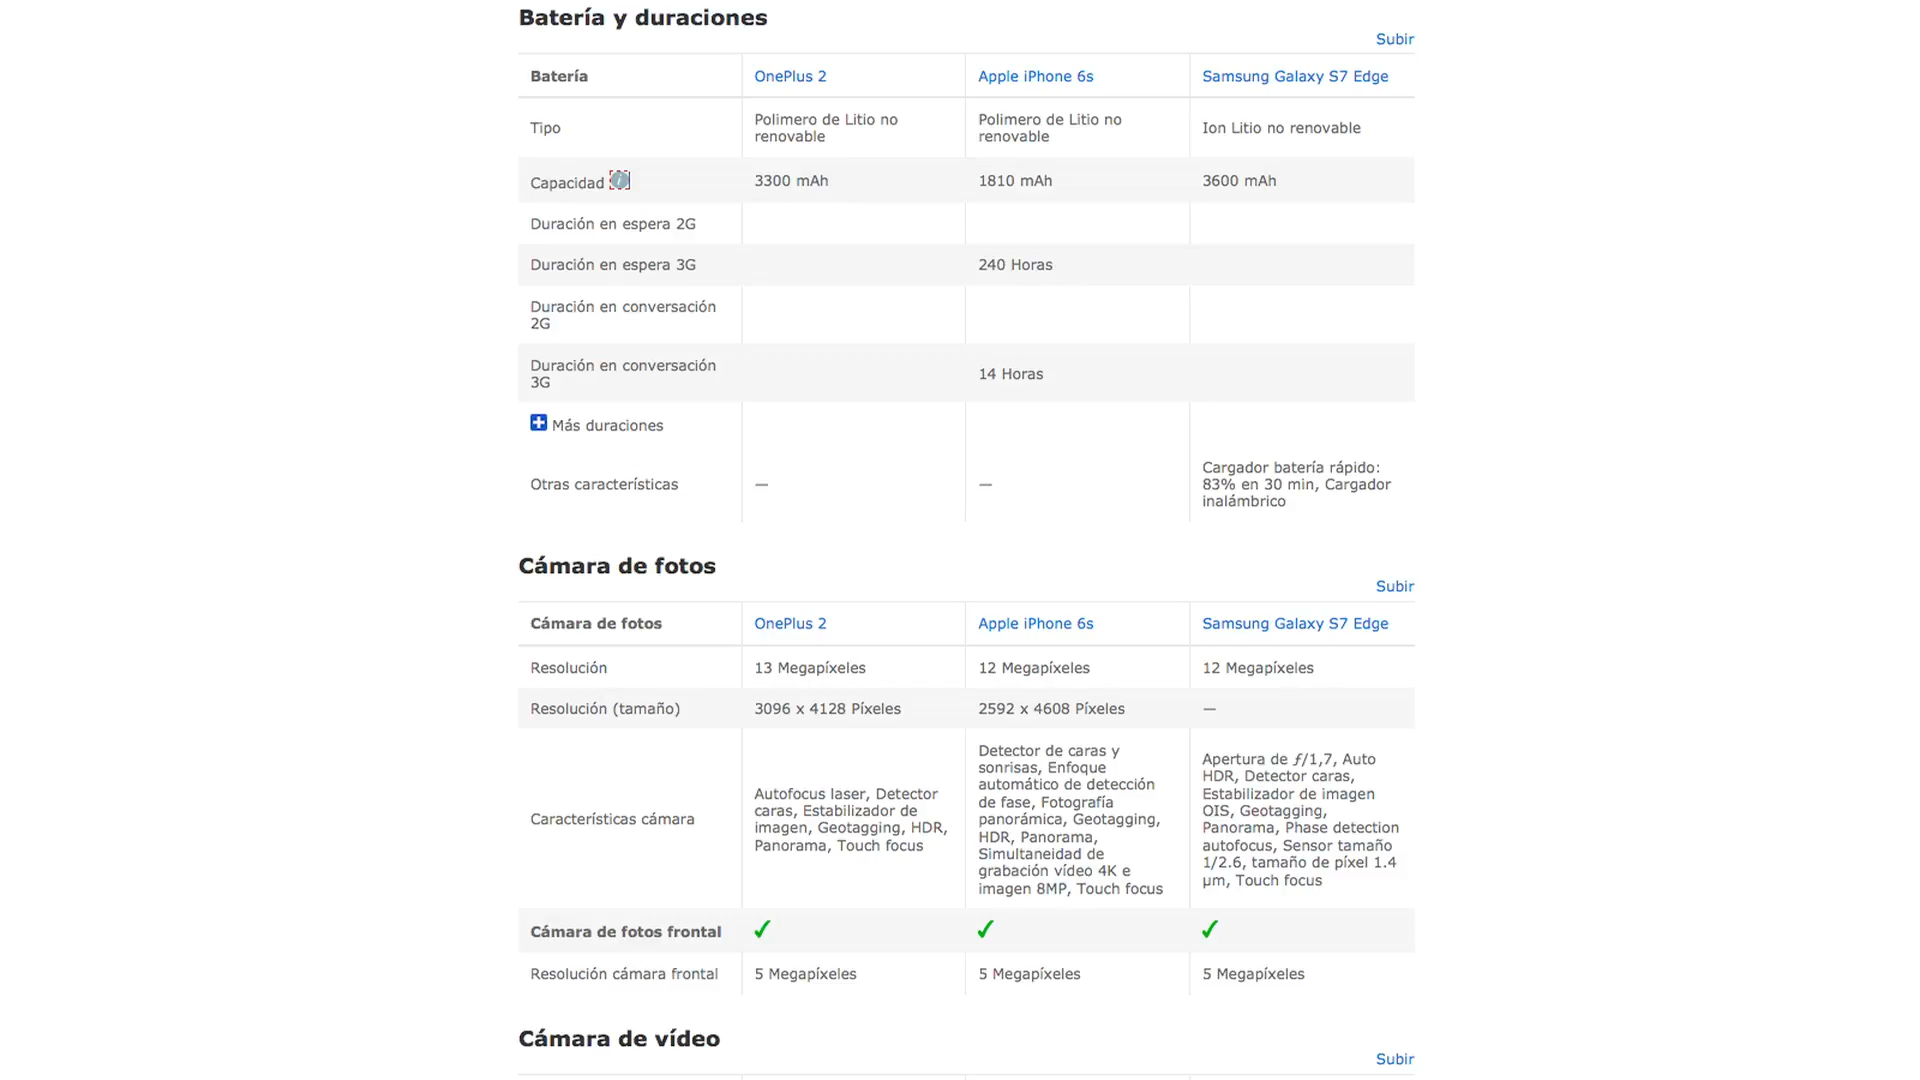 Batería y duraciones
Subir
Batería OnePlus 2 Apple iPhone 6s Samsung Galaxy S7 Edge
Tipo
Polimero de Litio no
renovable
Polimero de Litio no
renovable
Ion Litio no renovable
Capacidad i 3300 mAh 1810 mAh 3600 mAh
Duración en espera 2G
Duración en espera 3G 240 Horas
Duración en conversación
2G
Duración en conversación
3G
14 Horas
Más duraciones
Otras características
—
—
Cargador batería rápido:
83% en 30 min, Cargador
inalámbrico
Cámara de fotos
Subir
Cámara de fotos OnePlus 2 Apple iPhone 6s Samsung Galaxy S7 Edge
Resolución 13 Megapíxeles 12 Megapíxeles 12 Megapíxeles
Resolución (tamaño) 3096 x 4128 Píxeles 2592 x 4608 Píxeles —
Características cámara
Autofocus laser, Detector
caras, Estabilizador de
imagen, Geotagging, HDR,
Panorama, Touch focus
Detector de caras y
sonrisas, Enfoque
automático de detección
de fase, Fotografía
panorámica, Geotagging,
HDR, Panorama,
Simultaneidad de
grabación vídeo 4K e
imagen 8MP, Touch focus
Apertura de ƒ/1,7, Auto
HDR, Detector caras,
Estabilizador de imagen
OIS, Geotagging,
Panorama, Phase detection
autofocus, Sensor tamaño
1/2.6, tamaño de píxel 1.4
µm, Touch focus
Cámara de fotos frontal ✓ ✓ ✓
Resolución cámara frontal 5 Megapíxeles 5 Megapíxeles 5 Megapíxeles
Cámara de vídeo
Subir